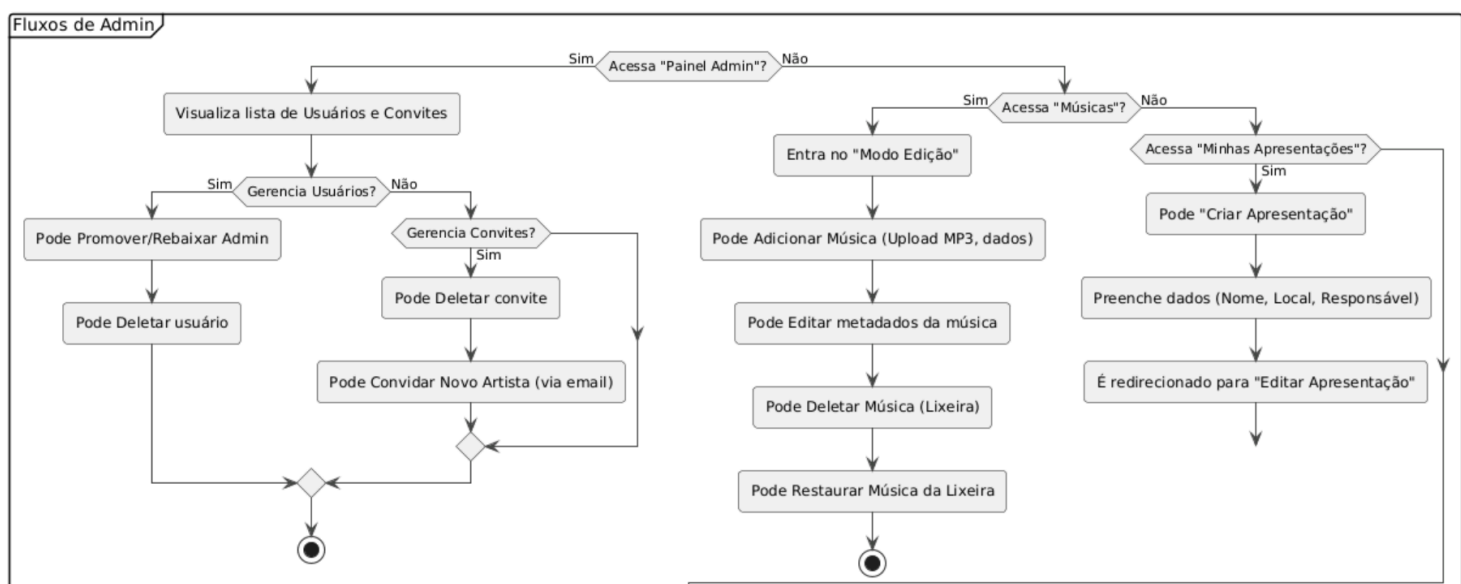 Fluxos de Admin
Sim
Acessa "Painel Admin"?
Não
Visualiza lista de Usuários e Convites
Sim
Gerencia Usuários?
Não
Pode Promover/Rebaixar Admin
Pode Deletar usuário
Gerencia Convites?
Sim
Pode Deletar convite
Pode Convidar Novo Artista (via email)
Sim
Acessa "Músicas"?
Não
Entra no "Modo Edição"
Pode Adicionar Música (Upload MP3, dados)
Pode Editar metadados da música
Pode Deletar Música (Lixeira)
Pode Restaurar Música da Lixeira
Acessa "Minhas Apresentações"?
Sim
Pode "Criar Apresentação"
Preenche dados (Nome, Local, Responsável)
É redirecionado para "Editar Apresentação"